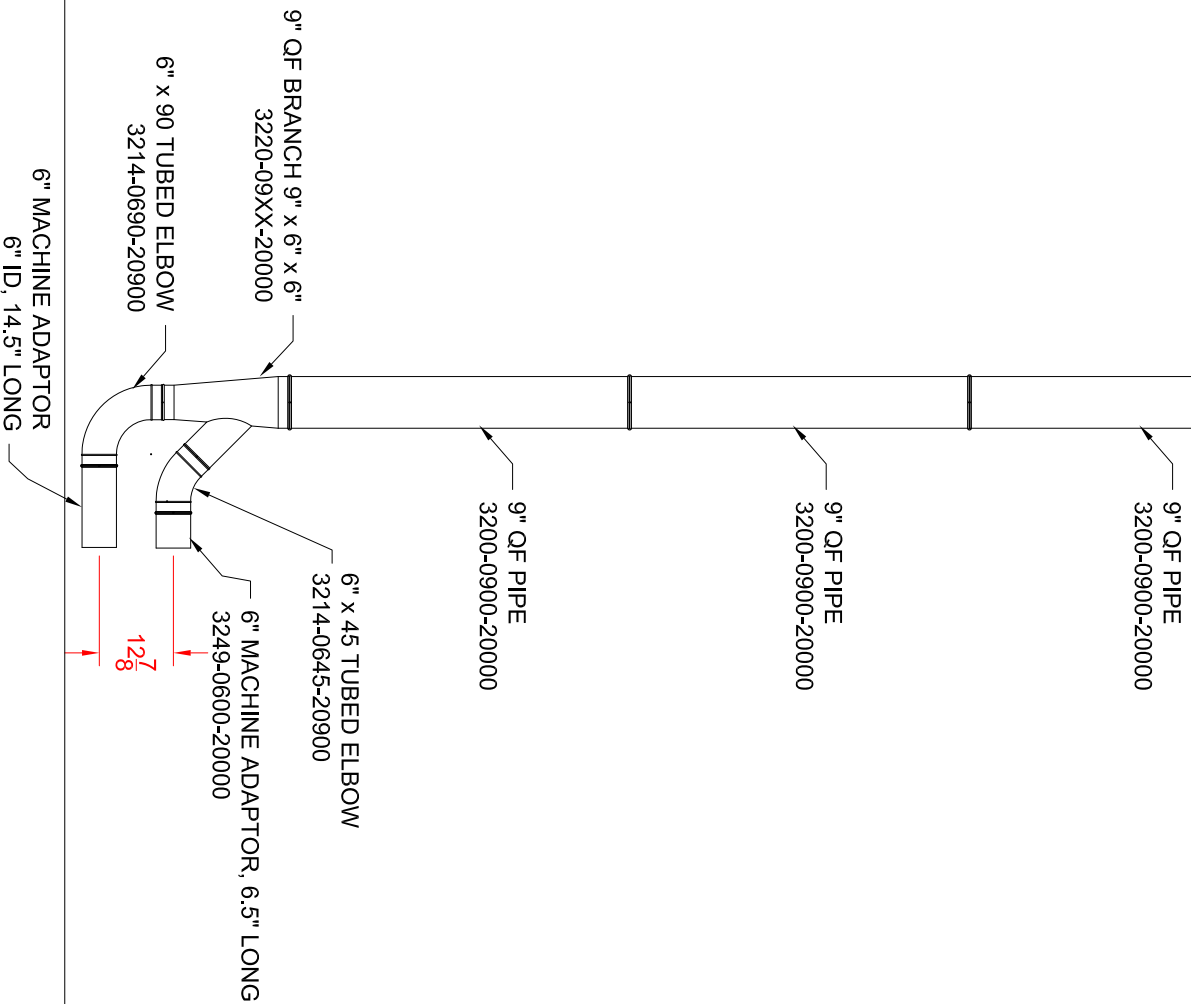 9" QF PIPE
3200-0900-20000
9" QF PIPE
3200-0900-20000
9" QF PIPE
3200-0900-20000
9" QF BRANCH 9" x 6" x 6"
3220-09XX-20000
6" x 90 TUBED ELBOW
3214-0690-20900
6" MACHINE ADAPTOR
6" ID, 14.5" LONG
6" x 45 TUBED ELBOW
3214-0645-20900
6" MACHINE ADAPTOR, 6.5" LONG
3249-0600-20000
12 7/8